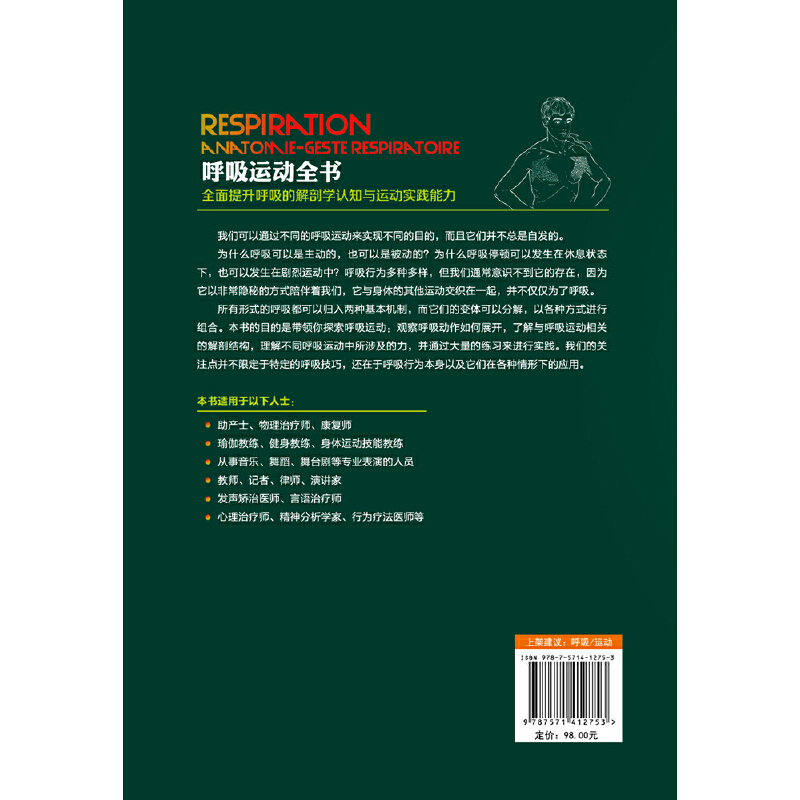 RESPIRATION
ANATOMIE-GESTE RESPIRATOIRE
呼吸运动全书
全面提升呼吸的解剖学认知与运动实践能力
我们可以通过不同的呼吸运动来实现不同的目的，而且它们并不总是自发的。
为什么呼吸可以是主动的，也可以是被动的？为什么呼吸停顿可以发生在休息状态
下，也可以发生在剧烈运动中？呼吸行为多种多样，但我们通常意识不到它的存在，因为
它以非常隐秘的方式陪伴着我们，它与身体的其他运动交织在一起，并不仅仅为了呼吸。
所有形式的呼吸都可以归入两种基本机制，而它们的变体可以分解，以各种方式进行
组合。本书的目的是带领你探索呼吸运动；观察呼吸动作如何展开，了解与呼吸运动相关
的解剖结构，理解不同呼吸运动中所涉及的力，并通过大量的练习来进行实践。我们的关
注点并不限定于特定的呼吸技巧，还在于呼吸行为本身以及它们在各种情形下的应用。
本书适用于以下人士：
助产士、物理治疗师、康复师
瑜伽教练、健身教练、身体运动技能教练
从事音乐、舞蹈、舞台剧等专业表演的人员
教师、记者、律师、演讲家
发声矫治医师、言语治疗师
心理治疗师、精神分析学家、行为疗法医师等
上架建议：呼吸/运动
ISBN 978-7-5714-1275-3
9 787571 412753 >
定价：98.00元